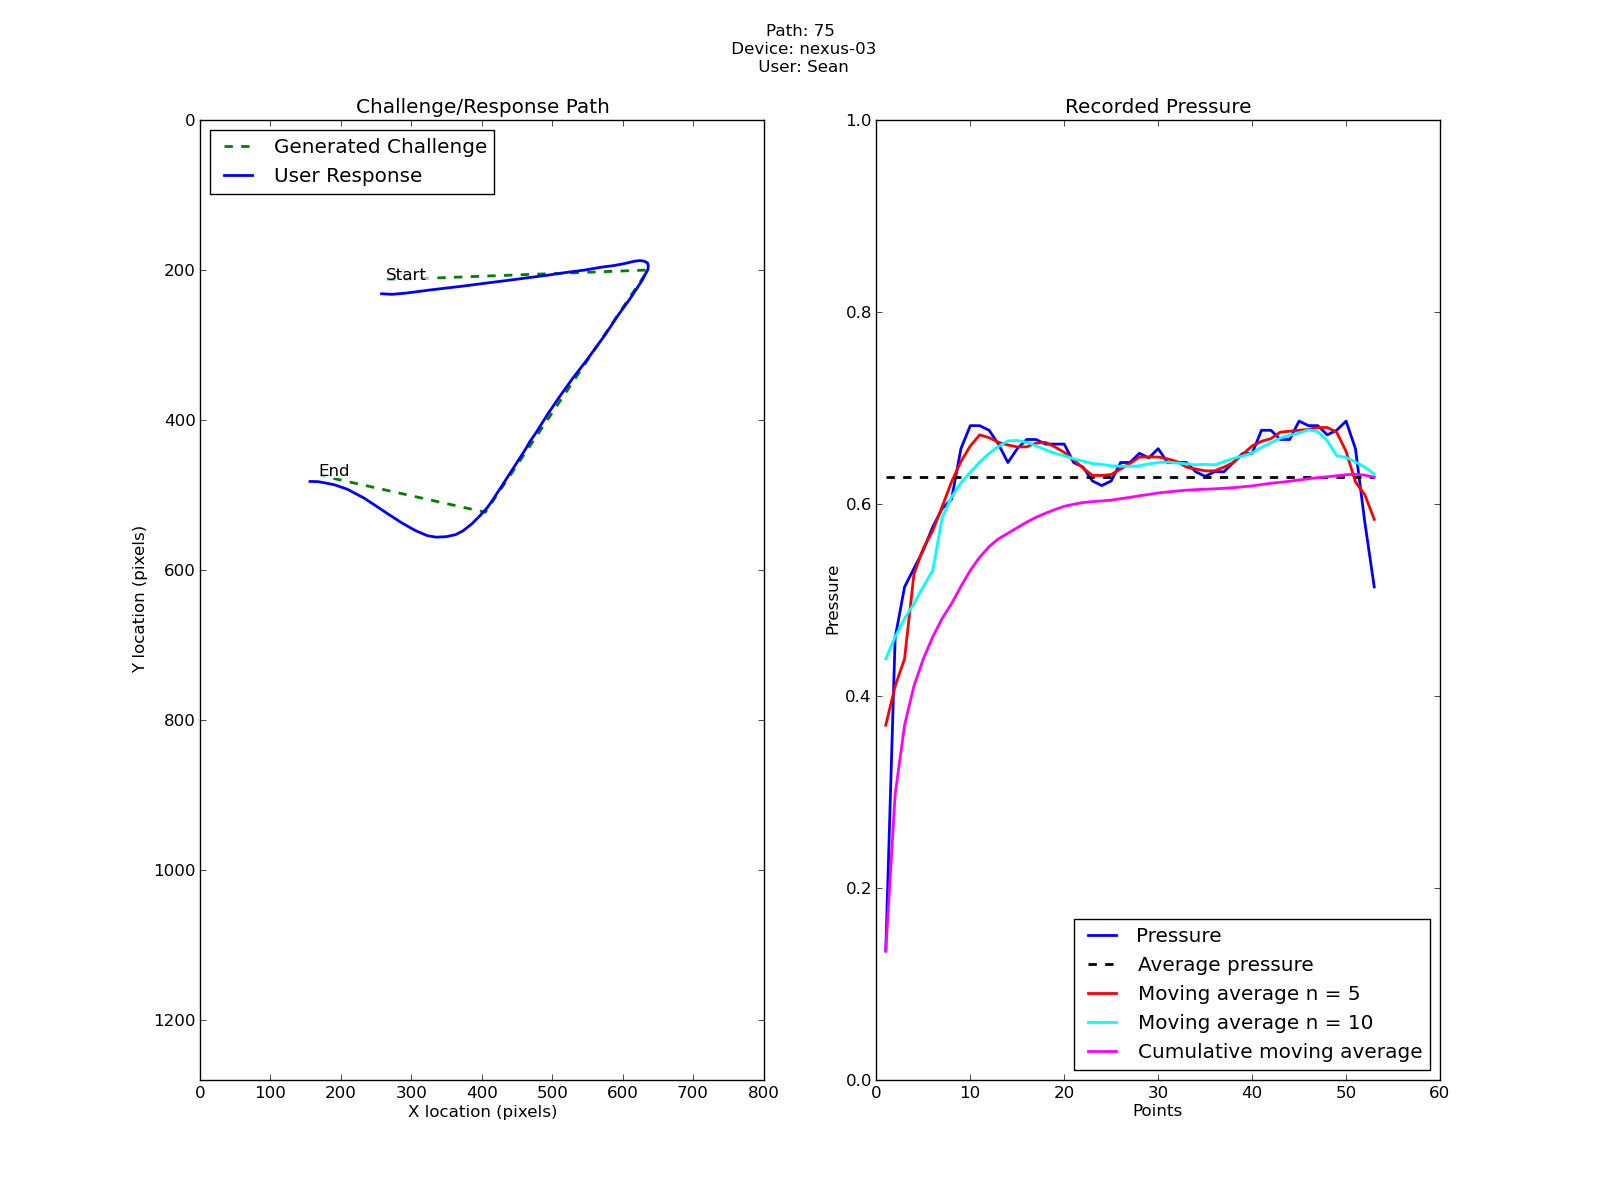 Path: 75
Device: nexus-03
User: Sean
Challenge/Response Path
0
200
400
600
800
1000
1200
Y location (pixels)
Generated Challenge
User Response
Start
End
0 100 200 300 400 500 600 700 800
X location (pixels)
Recorded Pressure
1.0
0.8
0.6
0.4
0.2
0.0
Pressure
Pressure
Average pressure
Moving average n = 5
Moving average n = 10
Cumulative moving average
0 10 20 30 40 50 60
Points